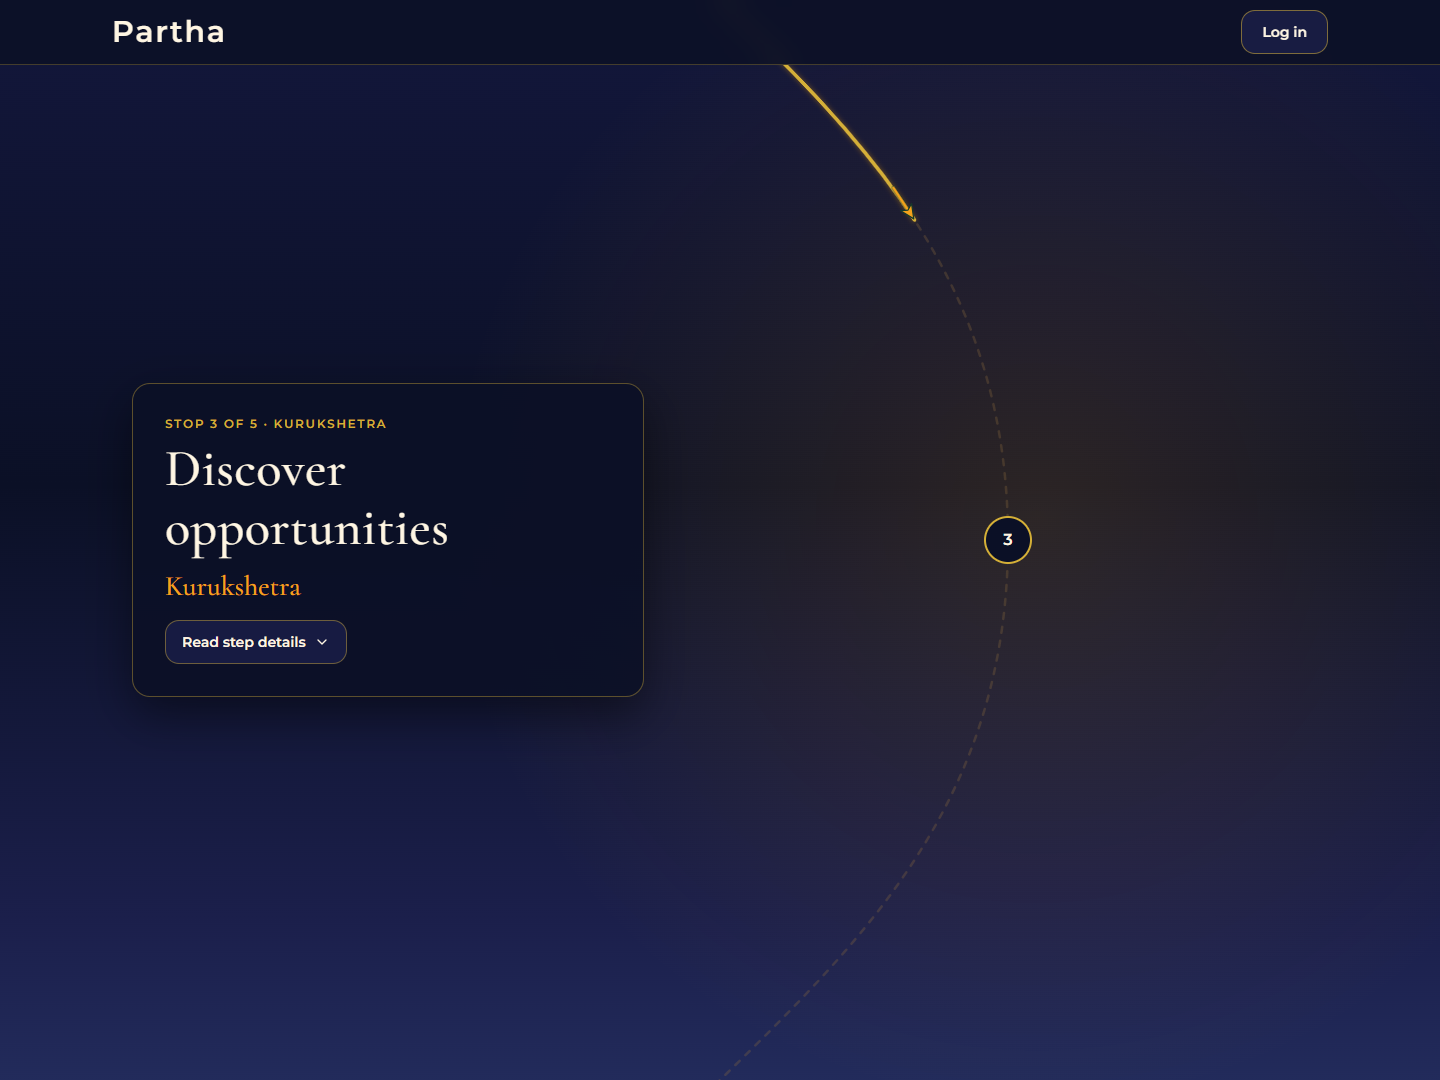 Partha
Log in
STOP 3 OF 5 · KURUKSHETRA
Discover
opportunities
Kurukshetra
Read step details
3